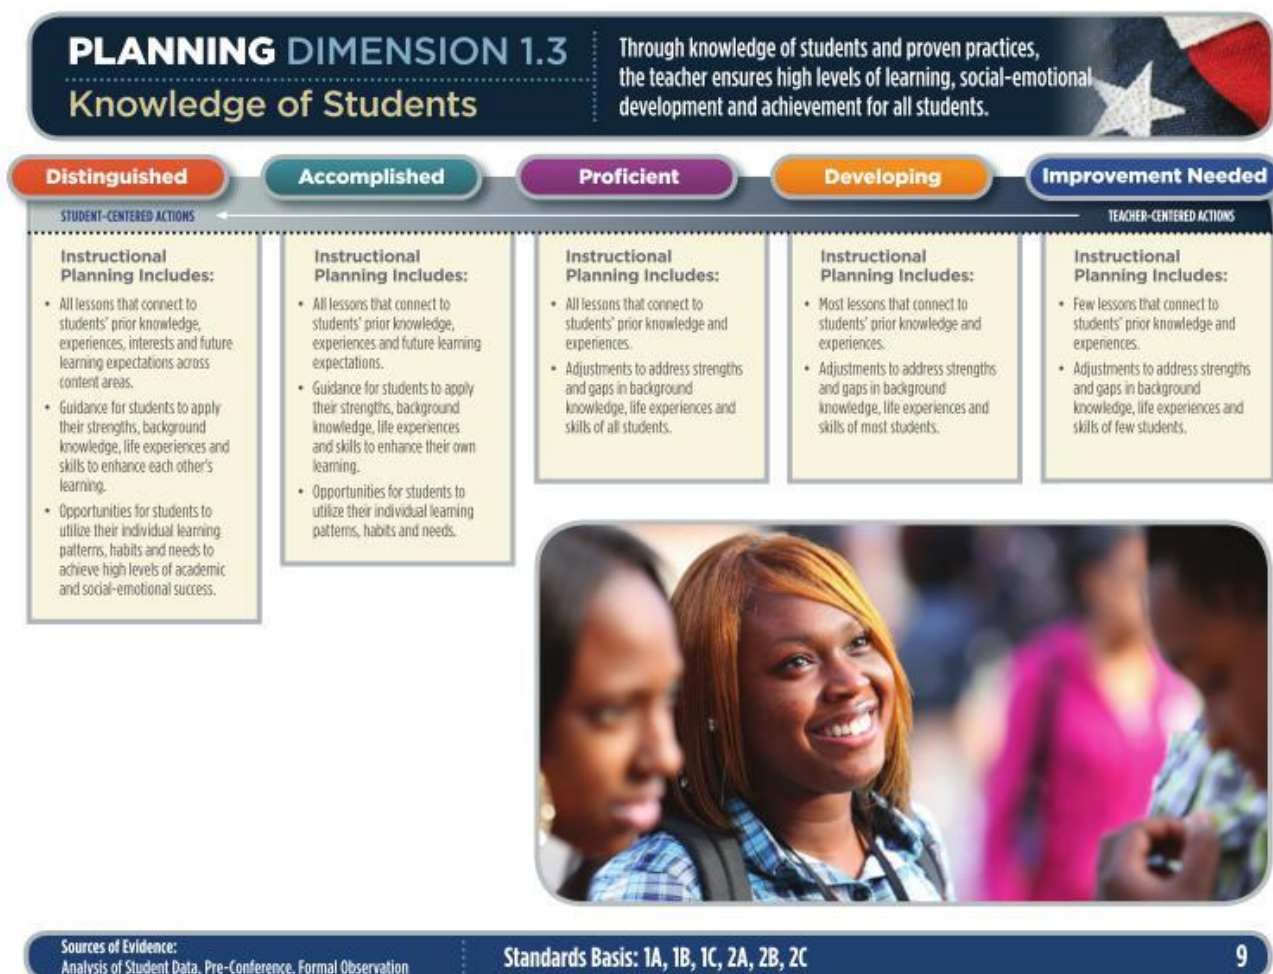 PLANNING DIMENSION 1.3
Knowledge of Students
Through knowledge of students and proven practices,
the teacher ensures high levels of learning, social-emotional
development and achievement for all students.
Distinguished
Accomplished
Proficient
Developing
Improvement Needed
STUDENT-CENTERED ACTIONS
TEACHER-CENTERED ACTIONS
Instructional
Planning Includes:
• All lessons that connect to
students' prior knowledge,
experiences, interests and future
learning expectations across
content areas.
• Guidance for students to apply
their strengths, background
knowledge, life experiences and
skills to enhance each other's
learning.
• Opportunities for students to
utilize their individual learning
patterns, habits and needs to
achieve high levels of academic
and social-emotional success.
Instructional
Planning Includes:
• All lessons that connect to
students' prior knowledge,
experiences and future learning
expectations.
• Guidance for students to apply
their strengths, background
knowledge, life experiences
and skills to enhance their own
learning.
• Opportunities for students to
utilize their individual learning
patterns, habits and needs.
Instructional
Planning Includes:
• All lessons that connect to
students' prior knowledge and
experiences.
• Adjustments to address strengths
and gaps in background
knowledge, life experiences and
skills of all students.
Instructional
Planning Includes:
• Most lessons that connect to
students' prior knowledge and
experiences.
• Adjustments to address strengths
and gaps in background
knowledge, life experiences and
skills of most students.
Instructional
Planning Includes:
• Few lessons that connect to
students' prior knowledge and
experiences.
• Adjustments to address strengths
and gaps in background
knowledge, life experiences and
skills of few students.
Sources of Evidence:
Analysis of Student Data, Pre-Conference, Formal Observation
Standards Basis: 1A, 1B, 1C, 2A, 2B, 2C
9